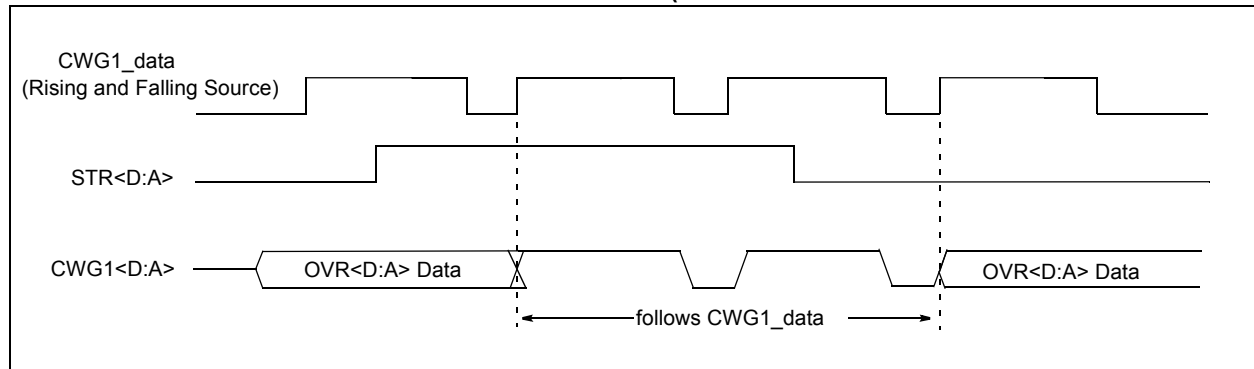 CWG1_data
(Rising and Falling Source)
STR<D:A>
CWG1<D:A>
OVR<D:A> Data
OVR<D:A> Data
follows CWG1_data